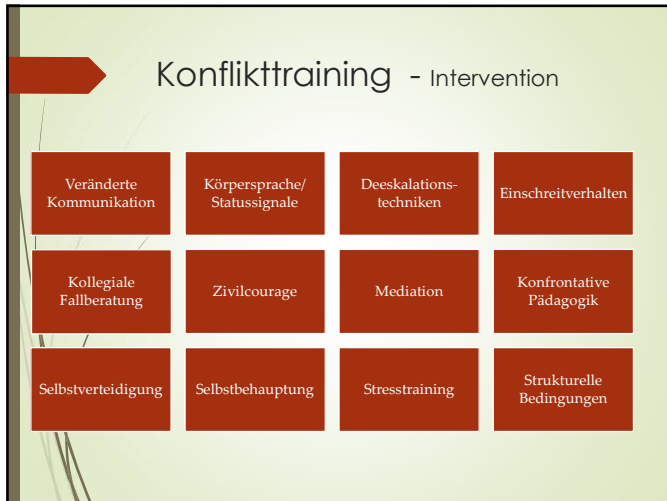 Konflikttraining - Intervention
Veränderte
Kommunikation
Körpersprache/
Statussignale
Deeskalations-
techniken
Einschreitverhalten
Kollegiale
Fallberatung
Zivilcourage
Mediation
Konfrontative
Pädagogik
Selbstverteidigung
Selbstbehauptung
Stresstraining
Strukturelle
Bedingungen